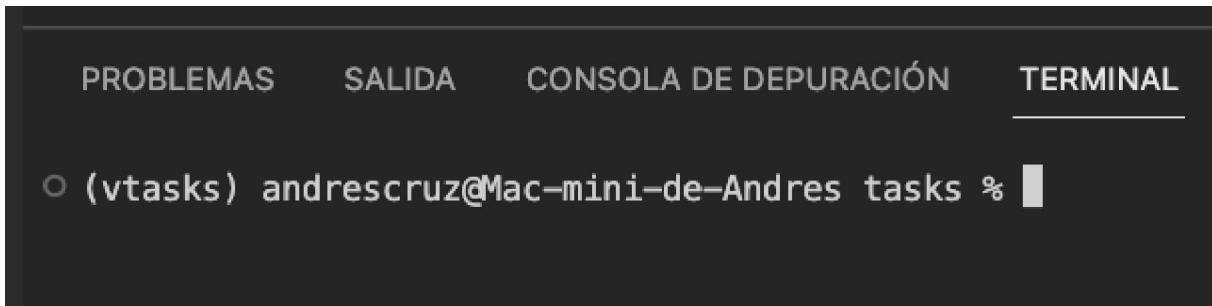 PROBLEMAS SALIDA CONSOLA DE DEPURACIÓN TERMINAL
(vtasks) andrescruz@Mac-mini-de-Andres tasks %